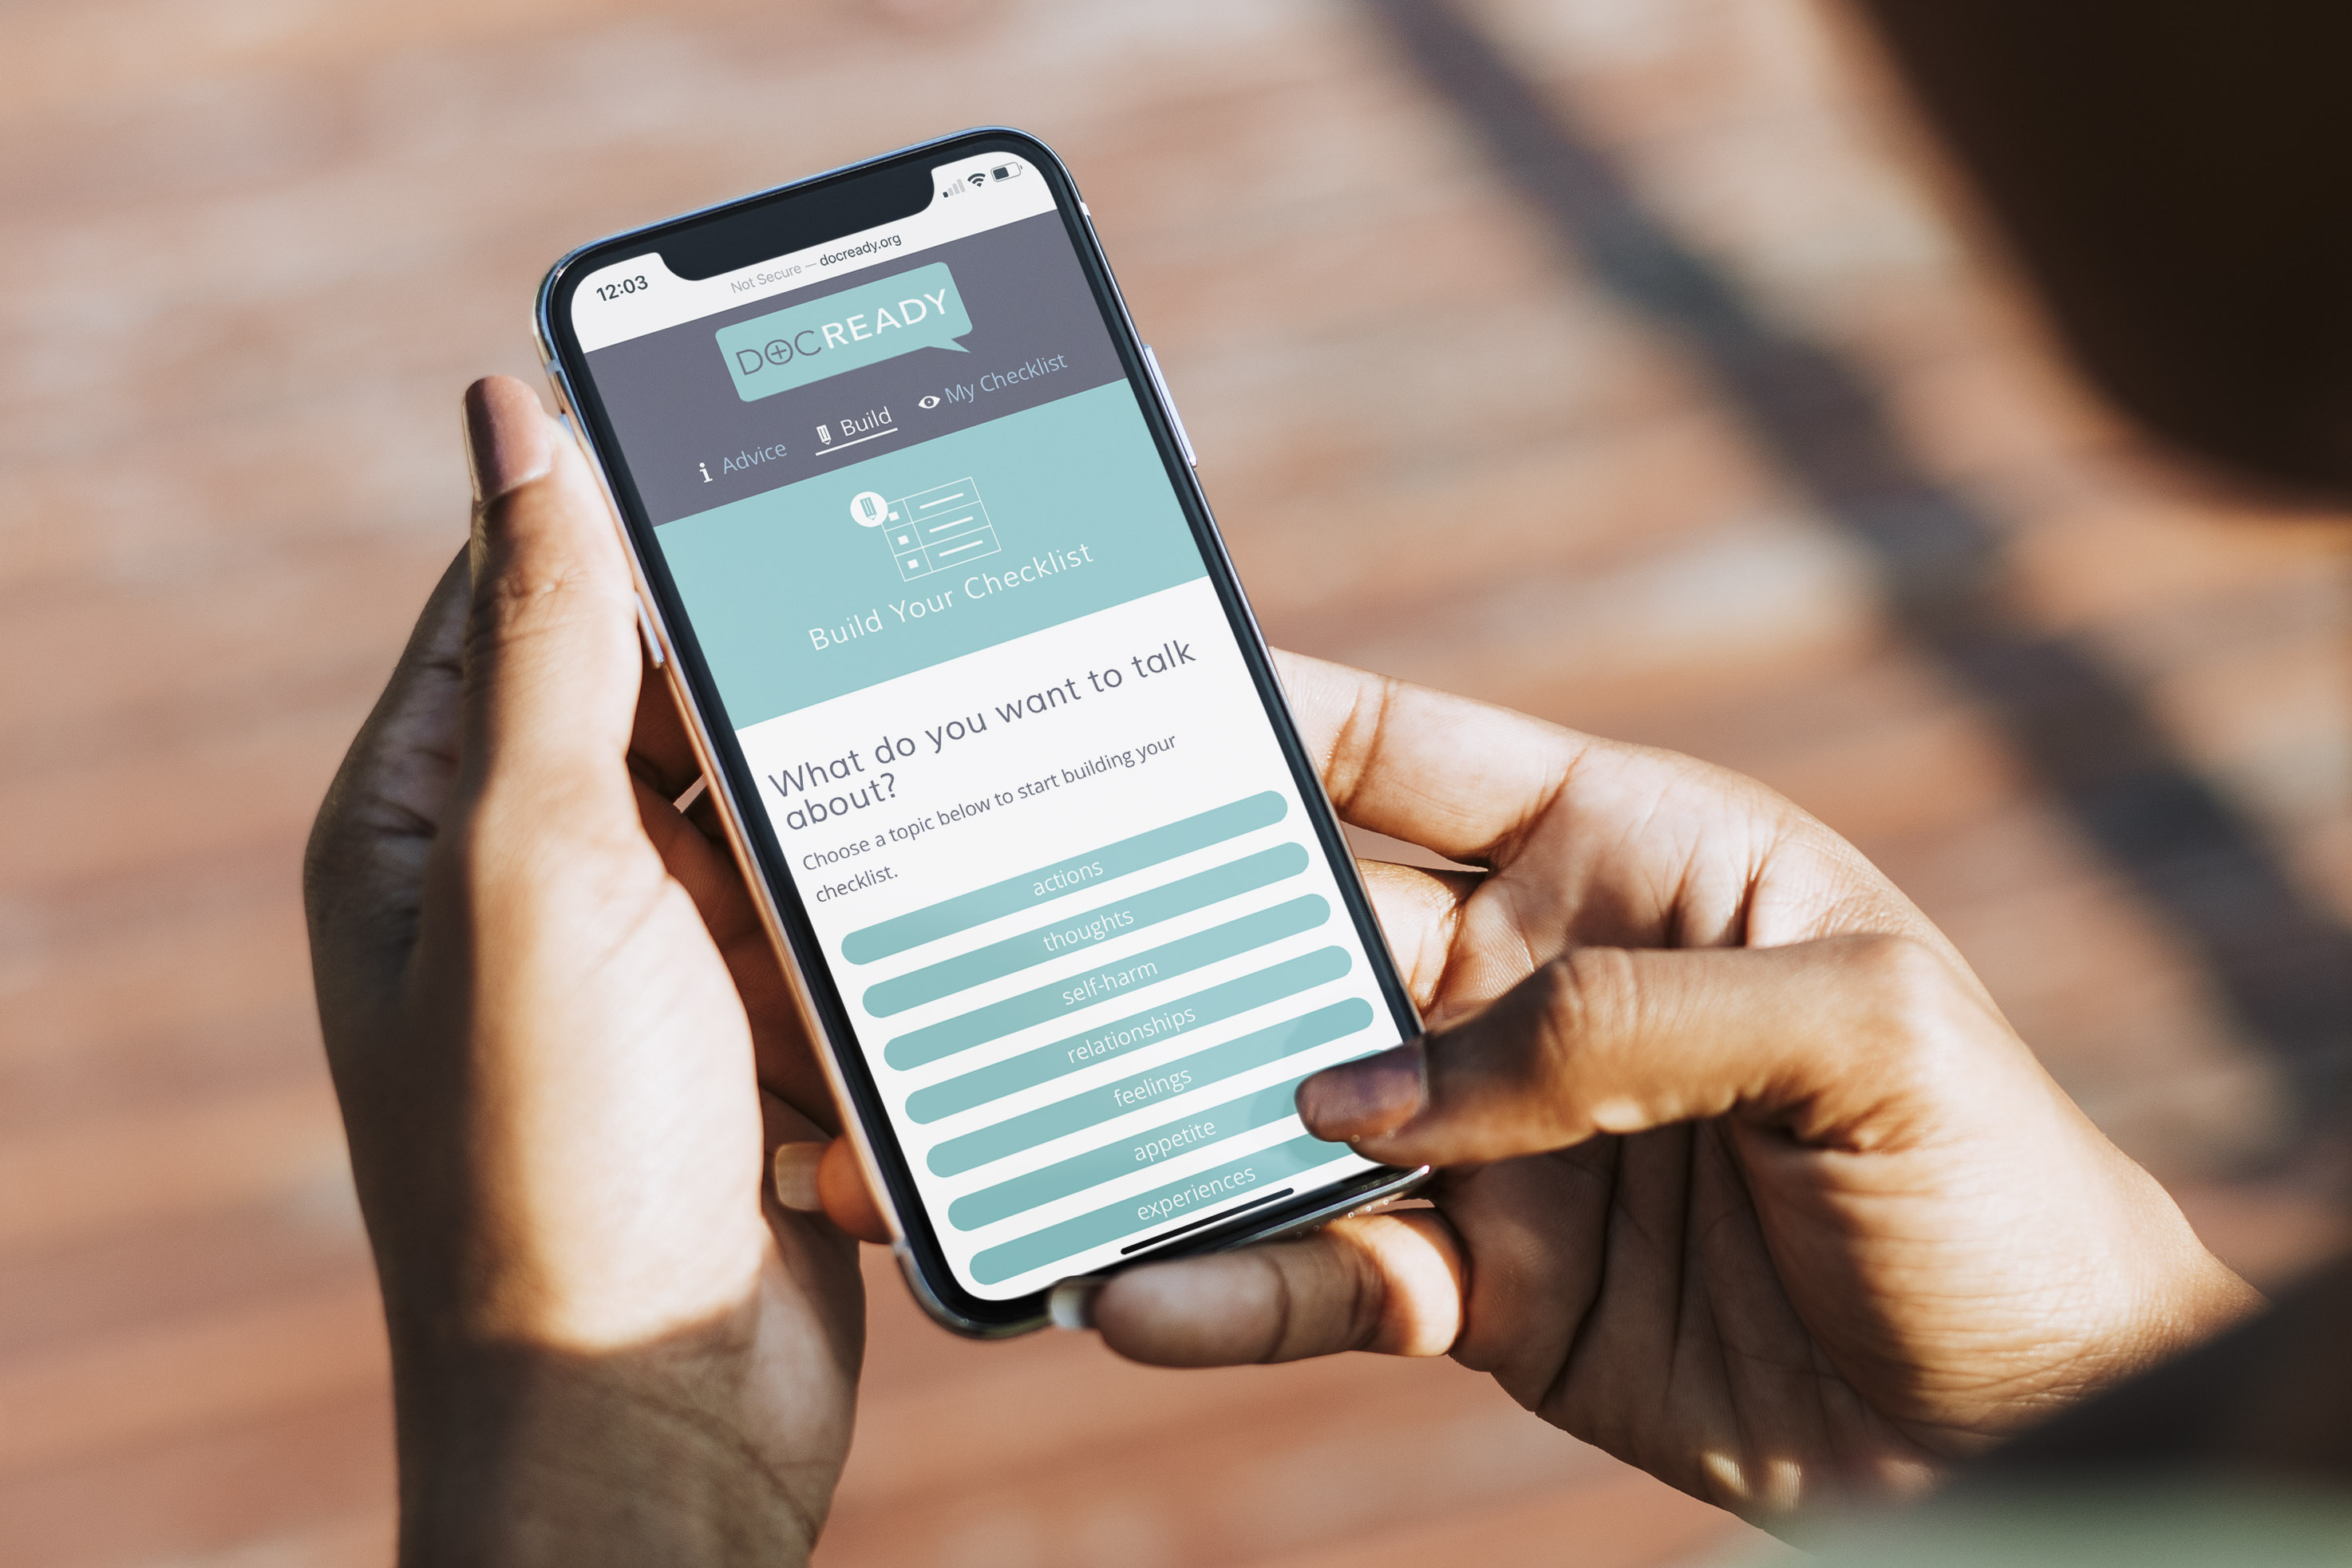 12:03
Not Secure — docready.org
DOCREADY
Advice
Build
My Checklist
Build Your Checklist
What do you want to talk
about?
Choose a topic below to start building your
checklist.
actions
thoughts
self-harm
relationships
feelings
appetite
experiences